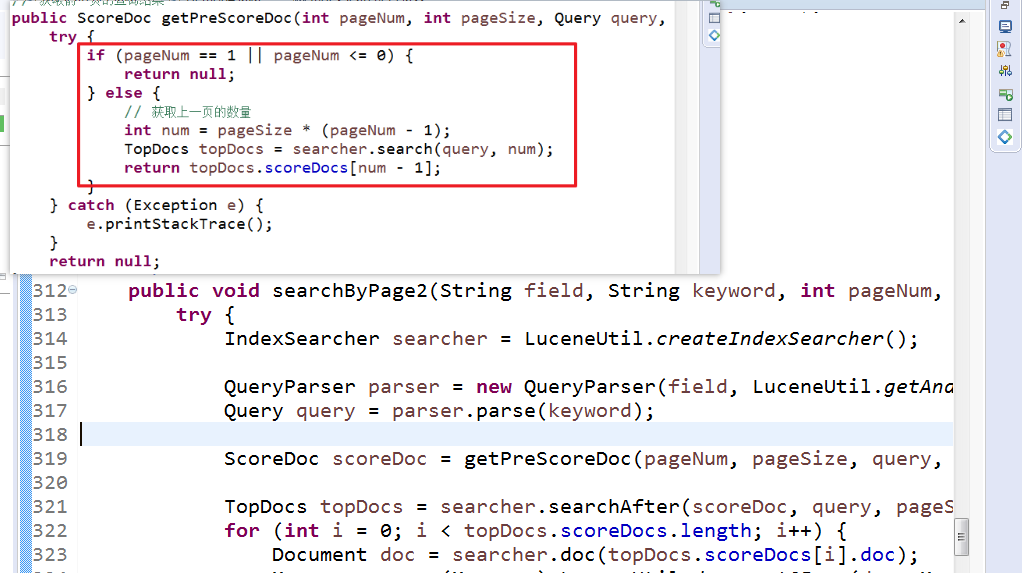 public ScoreDoc getPreScoreDoc(int pageNum, int pageSize, Query query,
try {
if (pageNum == 1 || pageNum <= 0) {
return null;
} else {
// 获取上一页的数量
int num = pageSize * (pageNum - 1);
TopDocs topDocs = searcher.search(query, num);
return topDocs.scoreDocs[num - 1];
}
} catch (Exception e) {
e.printStackTrace();
}
return null;
312 public void searchByPage2(String field, String keyword, int pageNum,
313 try {
314 IndexSearcher searcher = LuceneUtil.createIndexSearcher();
315
316 QueryParser parser = new QueryParser(field, LuceneUtil.getAna
317 Query query = parser.parse(keyword);
318
319 ScoreDoc scoreDoc = getPreScoreDoc(pageNum, pageSize, query,
320
321 TopDocs topDocs = searcher.searchAfter(scoreDoc, query, pageS
322 for (int i = 0; i < topDocs.scoreDocs.length; i++) {
323 Document doc = searcher.doc(topDocs.scoreDocs[i].doc);